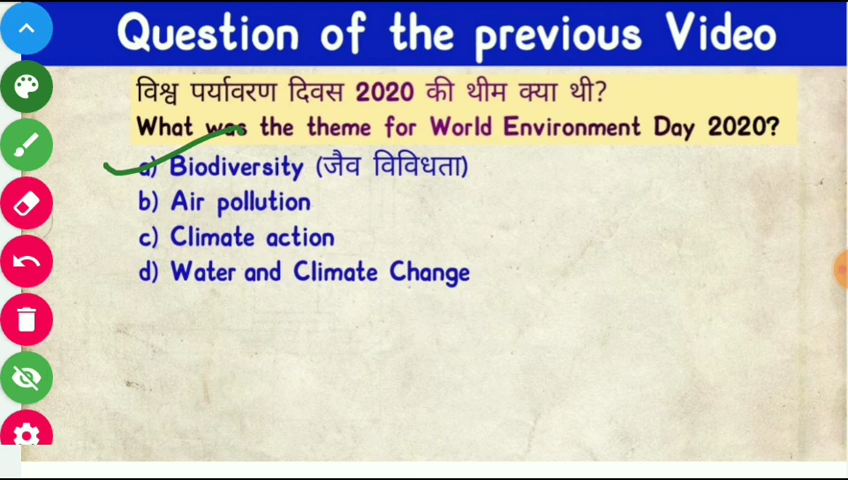 Question of the previous Video
विश्व पर्यावरण दिवस 2020 की थीम क्या थी?
What was the theme for World Environment Day 2020?
a) Biodiversity (जैव विविधता)
b) Air pollution
c) Climate action
d) Water and Climate Change